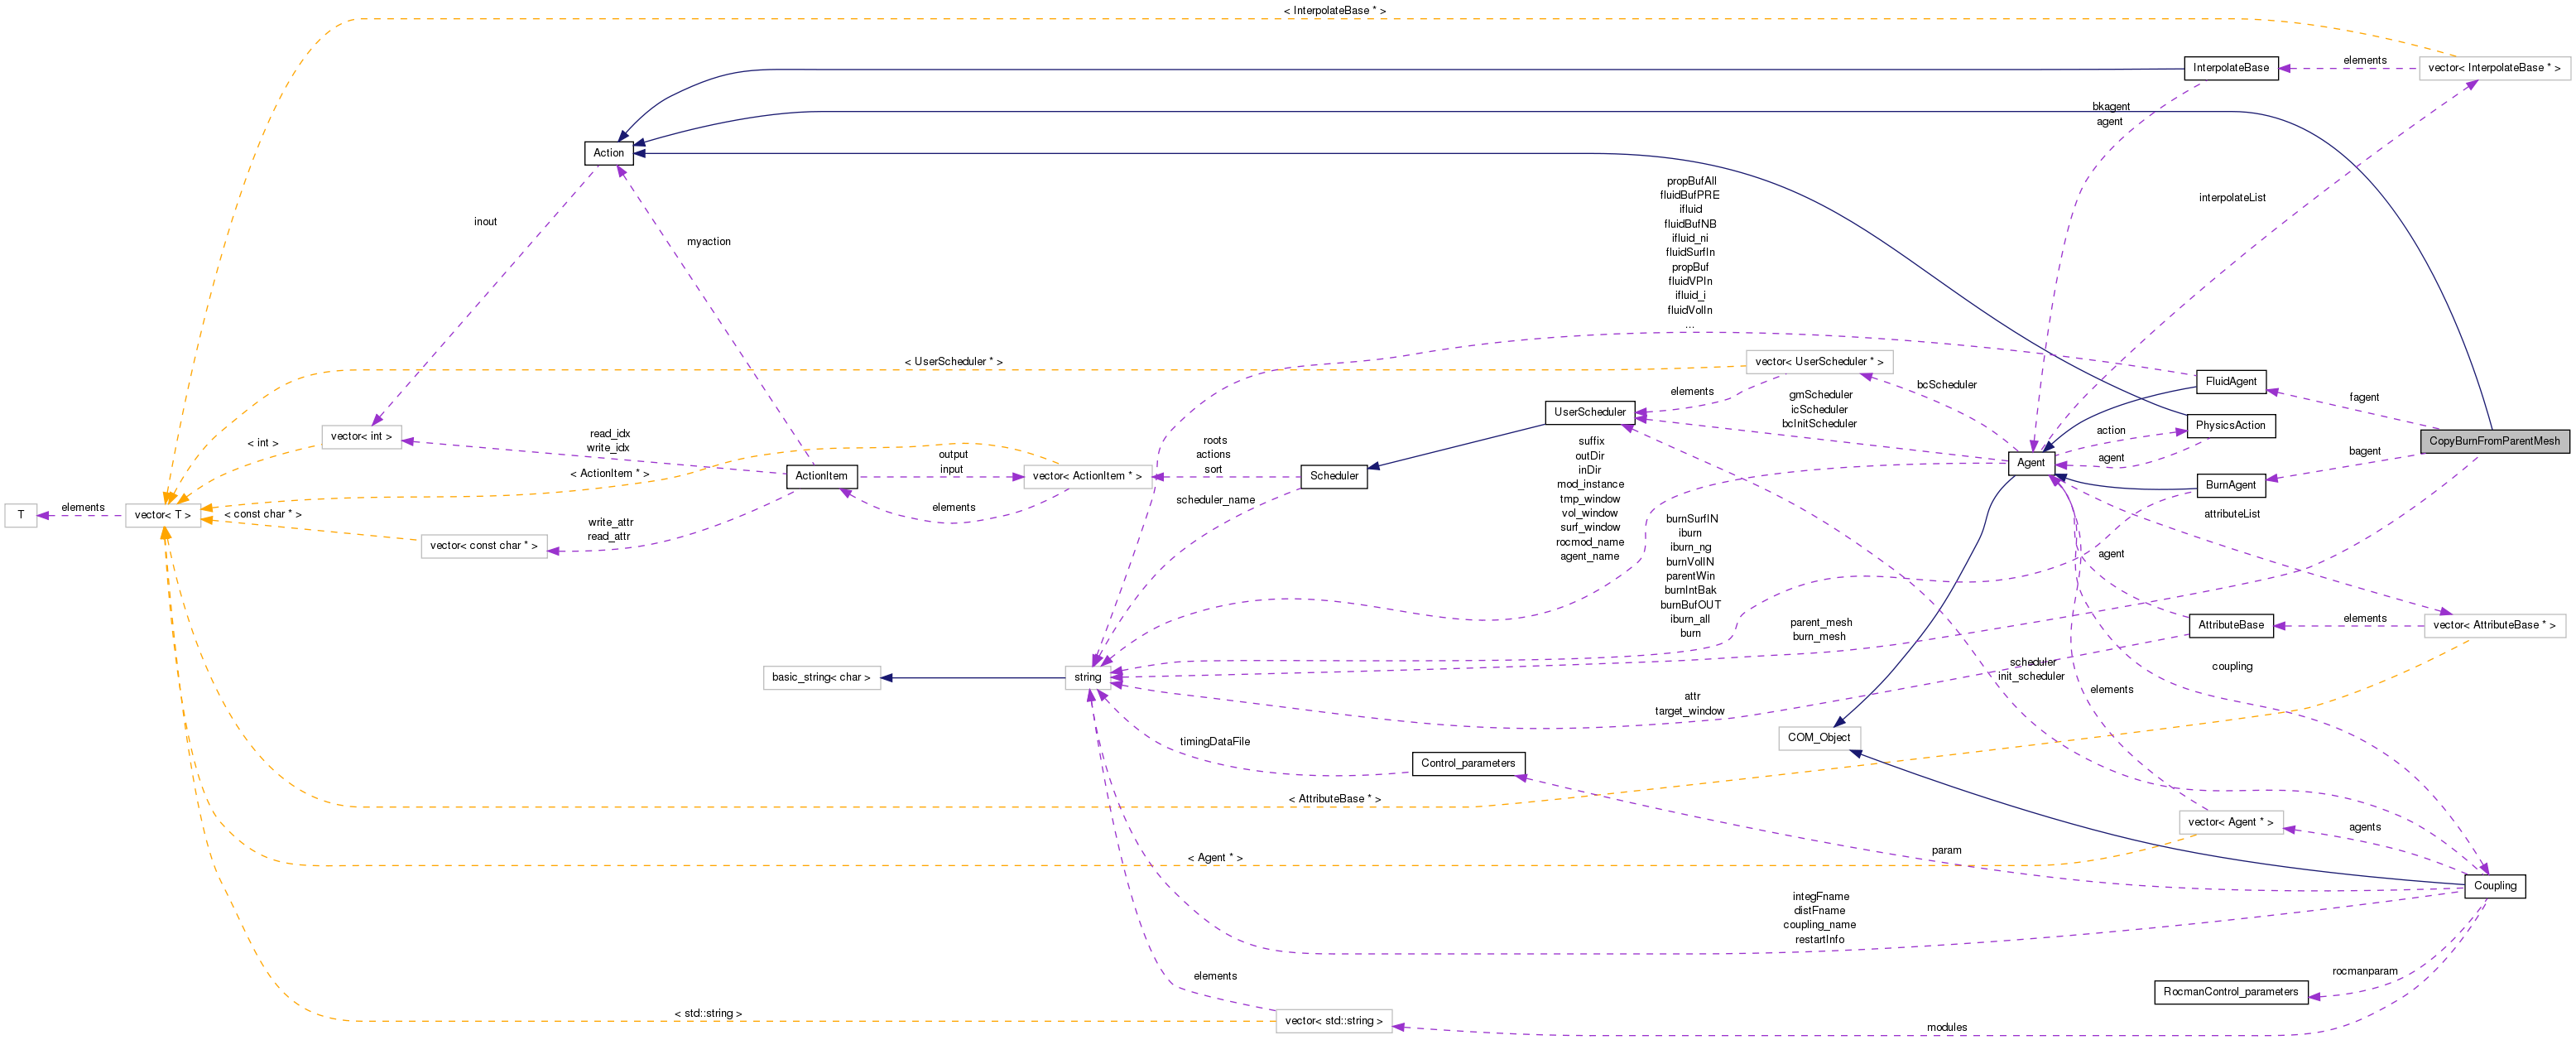 < InterpolateBase * >
InterpolateBase
elements
vector< InterpolateBase * >
bkagent
agent
Action
interpolateList
inout
myaction
propBufAll
fluidBufPRE
ifluid
fluidBufNB
ifluid_ni
fluidSurfIn
propBuf
fluidVPIn
ifluid_i
fluidVolIn
...
< UserScheduler * >
vector< UserScheduler * >
FluidAgent
fagent
bcScheduler
elements
gmScheduler
icScheduler
bcInitScheduler
UserScheduler
PhysicsAction
action
agent
CopyBurnFromParentMesh
bagent
vector< int >
< int >
read_idx
write_idx
roots
actions
sort
output
input
< ActionItem * >
ActionItem
vector< ActionItem * >
Scheduler
Agent
BurnAgent
suffix
outDir
inDir
mod_instance
tmp_window
vol_window
surf_window
rocmod_name
agent_name
scheduler_name
elements
T
elements
vector< T >
< const char * >
write_attr
read_attr
vector< const char * >
attributeList
burnSurfIN
iburn
iburn_ng
burnVolIN
parentWin
burnIntBak
burnBufOUT
iburn_all
burn
agent
parent_mesh
burn_mesh
AttributeBase
elements
vector< AttributeBase * >
basic_string< char >
string
scheduler
init_scheduler
coupling
elements
attr
target_window
COM_Object
timingDataFile
Control_parameters
< AttributeBase * >
vector< Agent * >
agents
< Agent * >
param
Coupling
integFname
distFname
coupling_name
restartInfo
elements
rocmanparam
RocmanControl_parameters
< std::string >
vector< std::string >
modules